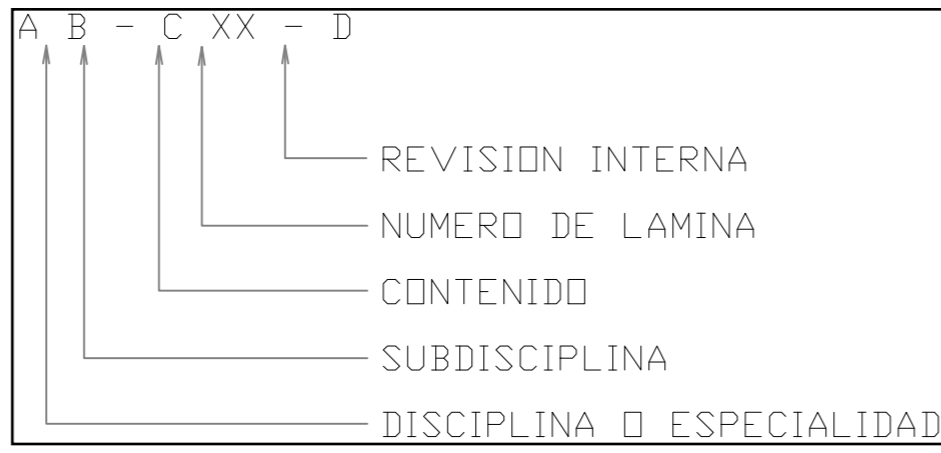 A B - C XX - D
REVISION INTERNA
NUMERO DE LAMINA
CONTENIDO
SUBDISCIPLINA
DISCIPLINA O ESPECIALIDAD